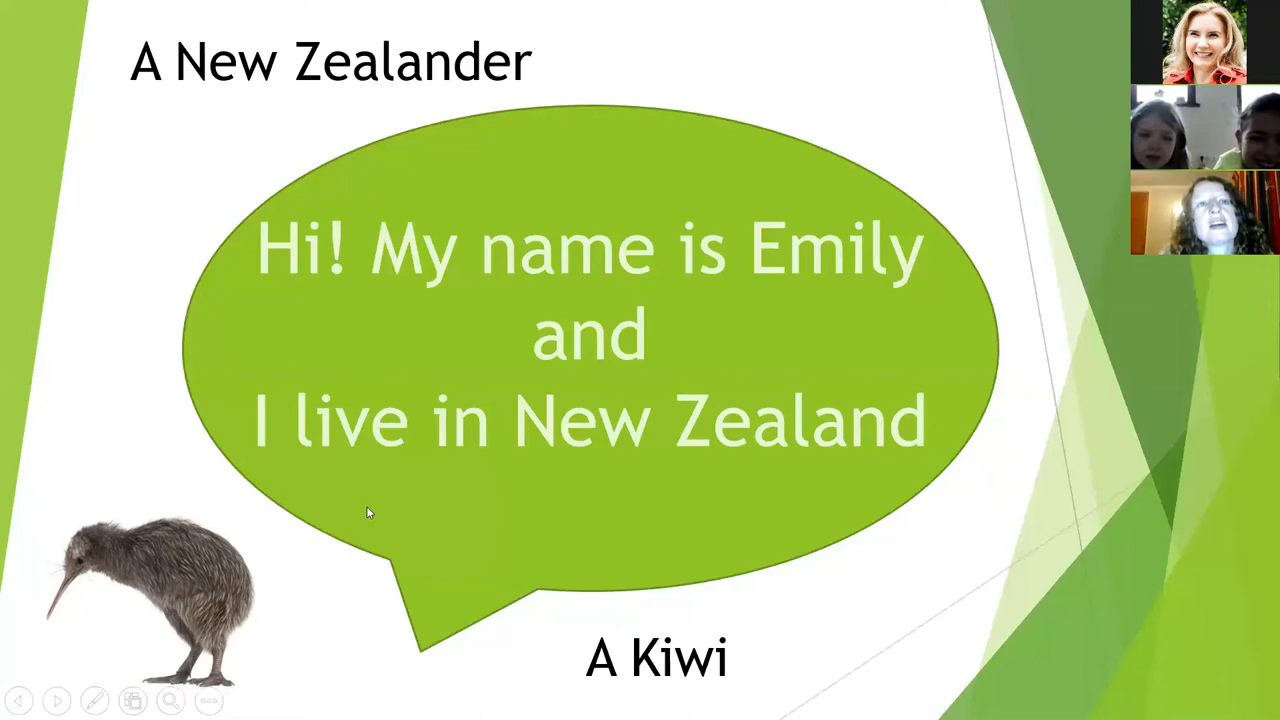 A New Zealander
Hi! My name is Emily
and
I live in New Zealand
A Kiwi